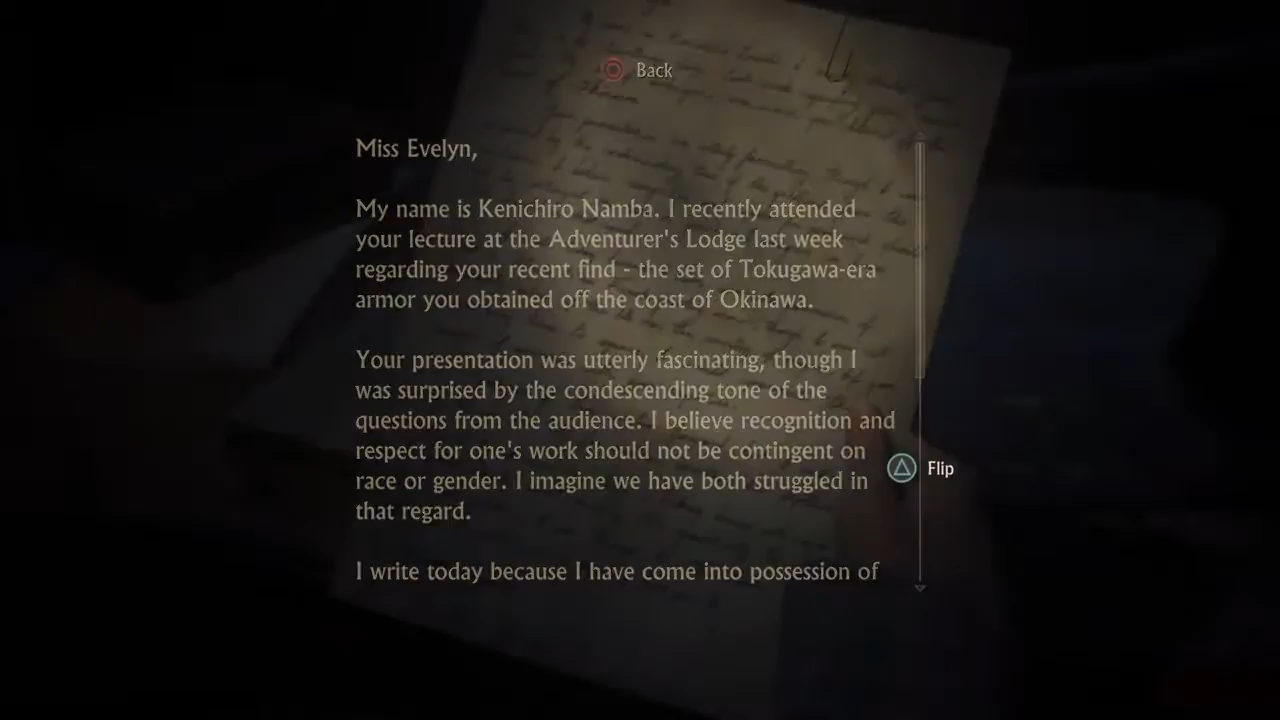 Back
Miss Evelyn,
My name is Kenichiro Namba. I recently attended
your lecture at the Adventurer's Lodge last week
regarding your recent find - the set of Tokugawa-era
armor you obtained off the coast of Okinawa.
Your presentation was utterly fascinating, though I
was surprised by the condescending tone of the
questions from the audience. I believe recognition and
respect for one's work should not be contingent on
race or gender. I imagine we have both struggled in
that regard.
Flip
I write today because I have come into possession of